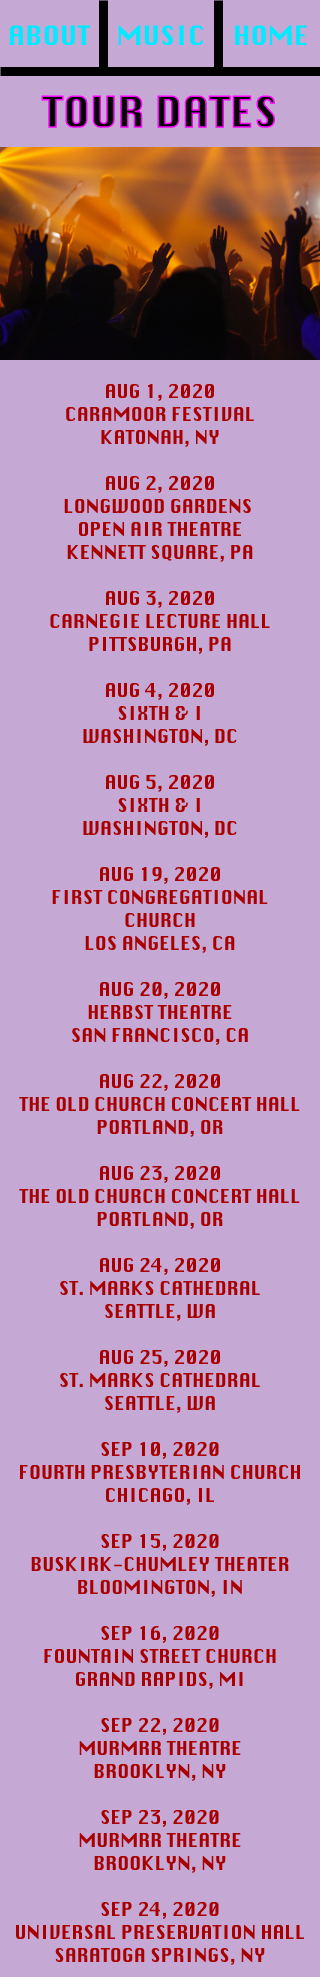 ABOUT
MUSIC
HOME
TOUR DATES
AUG 1, 2020
CARAMOOR FESTIVAL
KATONAH, NY
AUG 2, 2020
LONGWOOD GARDENS
OPEN AIR THEATRE
KENNETT SQUARE, PA
AUG 3, 2020
CARNEGIE LECTURE HALL
PITTSBURGH, PA
AUG 4, 2020
SIXTH & I
WASHINGTON, DC
AUG 5, 2020
SIXTH & I
WASHINGTON, DC
AUG 19, 2020
FIRST CONGREGATIONAL
CHURCH
LOS ANGELES, CA
AUG 20, 2020
HERBST THEATRE
SAN FRANCISCO, CA
AUG 22, 2020
THE OLD CHURCH CONCERT HALL
PORTLAND, OR
AUG 23, 2020
THE OLD CHURCH CONCERT HALL
PORTLAND, OR
AUG 24, 2020
ST. MARKS CATHEDRAL
SEATTLE, WA
AUG 25, 2020
ST. MARKS CATHEDRAL
SEATTLE, WA
SEP 10, 2020
FOURTH PRESBYTERIAN CHURCH
CHICAGO, IL
SEP 15, 2020
BUSKIRK-CHUMLEY THEATER
BLOOMINGTON, IN
SEP 16, 2020
FOUNTAIN STREET CHURCH
GRAND RAPIDS, MI
SEP 22, 2020
MURMRR THEATRE
BROOKLYN, NY
SEP 23, 2020
MURMRR THEATRE
BROOKLYN, NY
SEP 24, 2020
UNIVERSAL PRESERVATION HALL
SARATOGA SPRINGS, NY